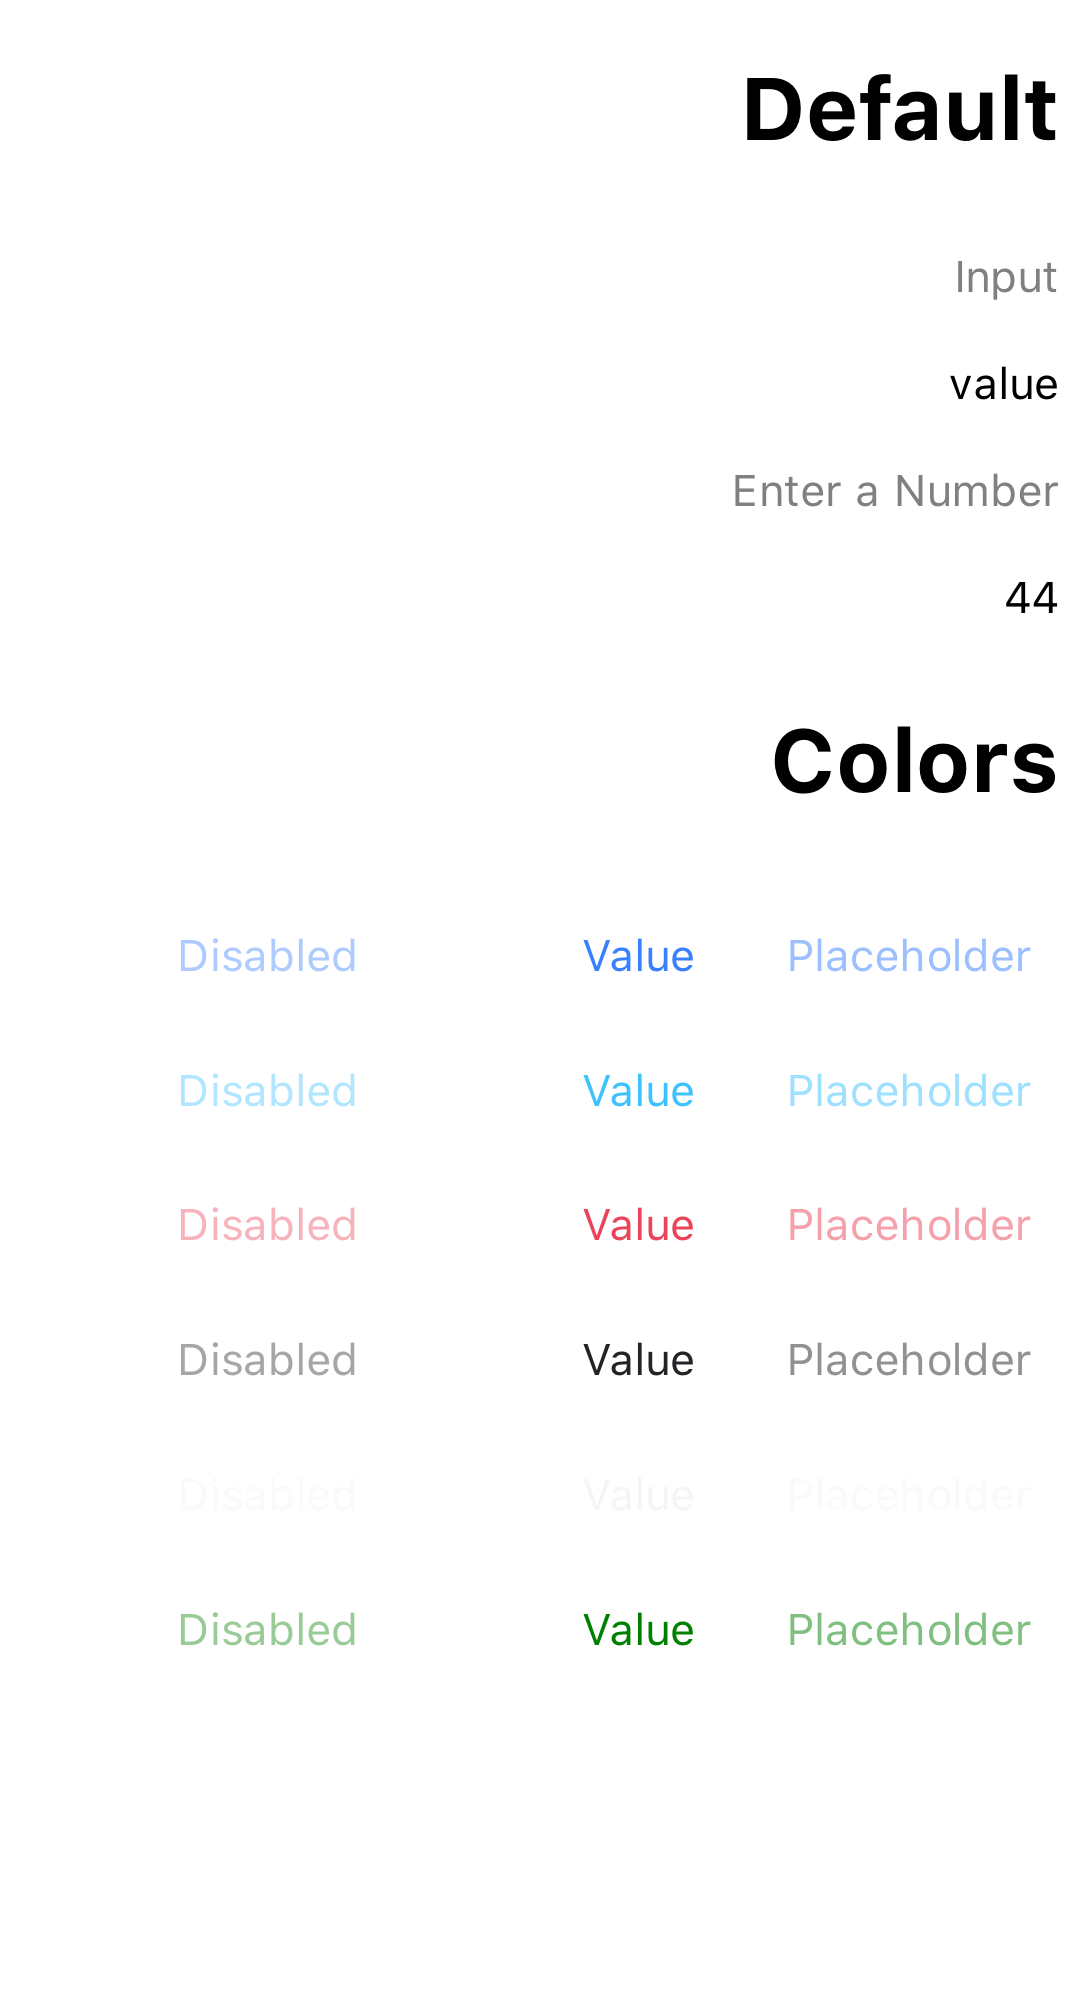 Default
Input
value
Enter a Number
44
Colors
Disabled Value Placeholder
Disabled Value Placeholder
Disabled Value Placeholder
Disabled Value Placeholder
Disabled Value Placeholder
Disabled Value Placeholder